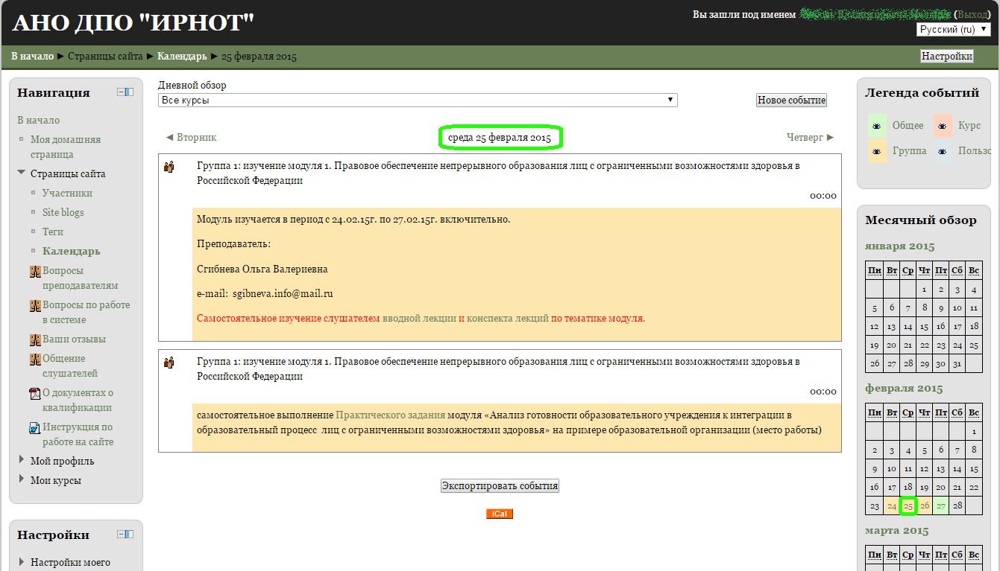 АНО ДПО "ИРНОТ"
Вы зашли под именем (Выход)
Русский (ru)
В начало ► Страницы сайта ► Календарь ► 25 февраля 2015
Настройки
Навигация
В начало
Моя домашняя
страница
Страницы сайта
Участники
Site blogs
Теги
Календарь
Вопросы
преподавателям
Вопросы по работе
в системе
Ваши отзывы
Общение
слушателей
О документах о
квалификации
Инструкция по
работе на сайте
Мой профиль
Мои курсы
Настройки
Настройки моего
Дневной обзор
Все курсы
Новое событие
◄ Вторник
среда 25 февраля 2015
Четверг ►
Группа 1: изучение модуля 1. Правовое обеспечение непрерывного образования лиц с ограниченными возможностями здоровья в
Российской Федерации
00:00
Модуль изучается в период с 24.02.15г. по 27.02.15г. включительно.
Преподаватель:
Сгибнева Ольга Валериевна
e-mail: sgibneva.info@mail.ru
Самостоятельное изучение слушателем вводной лекции и конспекта лекций по тематике модуля.
Группа 1: изучение модуля 1. Правовое обеспечение непрерывного образования лиц с ограниченными возможностями здоровья в
Российской Федерации
00:00
самостоятельное выполнение Практического задания модуля «Анализ готовности образовательного учреждения к интеграции в
образовательный процесс лиц с ограниченными возможностями здоровья» на примере образовательной организации (место работы)
Экспортировать события
iCal
Легенда событий
Общее Курс
Группа Пользо
Месячный обзор
января 2015
Пн Вт Ср Чт Пт Сб Вс
1 2 3 4
5 6 7 8 9 10 11
12 13 14 15 16 17 18
19 20 21 22 23 24 25
26 27 28 29 30 31
февраля 2015
Пн Вт Ср Чт Пт Сб Вс
1
2 3 4 5 6 7 8
9 10 11 12 13 14 15
16 17 18 19 20 21 22
23 24 25 26 27 28
марта 2015
Пн Вт Ср Чт Пт Сб Вс